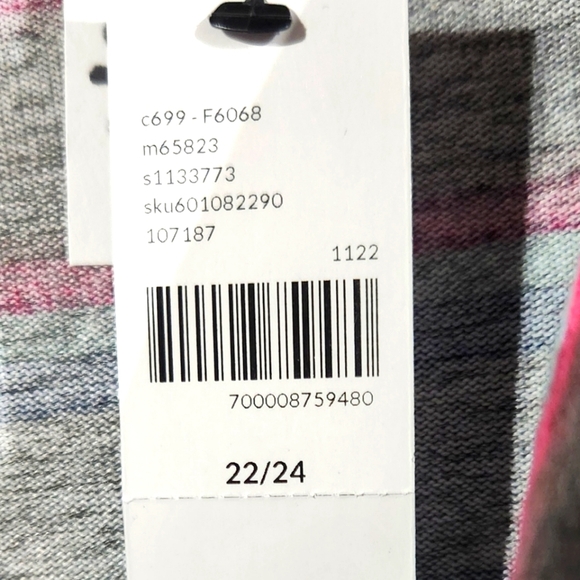 c699 - F6068
m65823
s1133773
sku601082290
107187
1122
700008759480
22/24